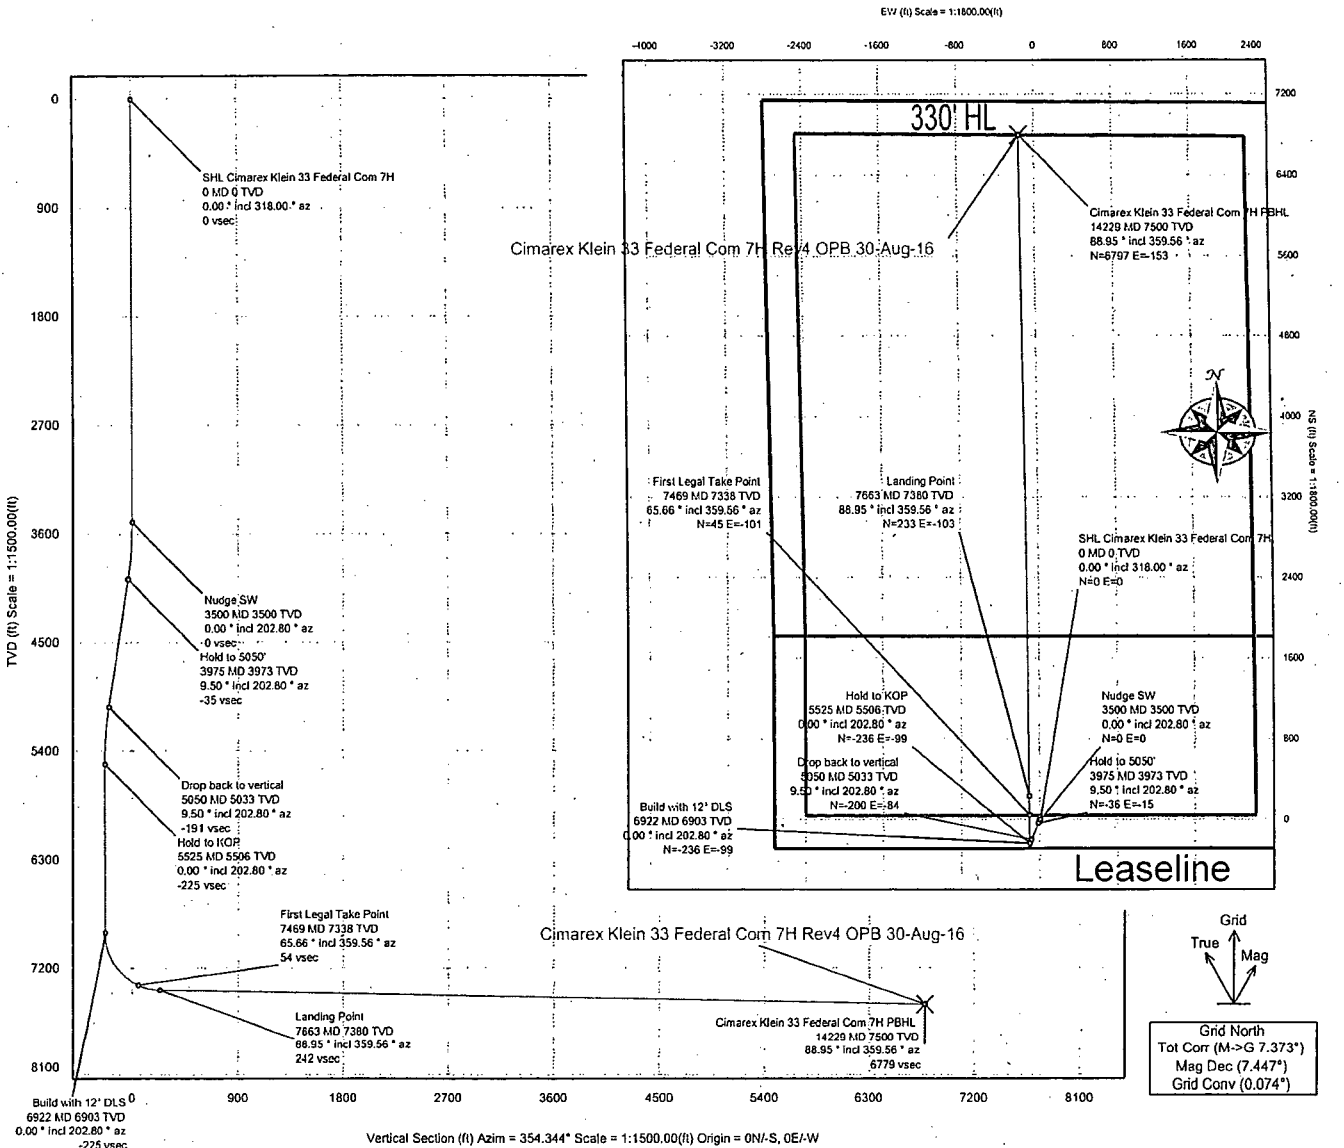 EW (ft) Scale = 1:1800.00(ft)
-4000 -3200 -2400 -1600 -800 0 800 1600 2400
330' HL
7200
6400
5600
4800
4000
3200
2400
1600
800
0
NS (ft) Scale = 1:1800.00(ft)
Cimarex Klein 33 Federal Com 7H PBHL
14229 MD 7500 TVD
88.95 ° incl 359.56 ° az
N=6797 E=-153
Cimarex Klein 33 Federal Com 7H Rev4 OPB 30-Aug-16
N
First Legal Take Point
7469 MD 7338 TVD
65.66 ° incl 359.56 ° az
N=45 E=-101
Landing Point
7663 MD 7380 TVD
88.95 ° incl 359.56 ° az
N=233 E=-103
SHL Cimarex Klein 33 Federal Com 7H
0 MD 0 TVD
0.00 ° incl 318.00 ° az
N=0 E=0
Hold to KOP
5525 MD 5506 TVD
0.00 ° incl 202.80 ° az
N=-236 E=-99
Nudge SW
3500 MD 3500 TVD
0.00 ° incl 202.80 ° az
N=0 E=0
Drop back to vertical
5050 MD 5033 TVD
9.50 ° incl 202.80 ° az
N=-200 E=-84
Hold to 5050'
3975 MD 3973 TVD
9.50 ° incl 202.80 ° az
N=-36 E=-15
Build with 12° DLS
6922 MD 6903 TVD
0.00 ° incl 202.80 ° az
N=-236 E=-99
Leaseline
TVD (ft) Scale = 1:1500.00(ft)
0
900
1800
2700
3600
4500
5400
6300
7200
8100
SHL Cimarex Klein 33 Federal Com 7H
0 MD 0 TVD
0.00 ° incl 318.00 ° az
0 vsec
Nudge SW
3500 MD 3500 TVD
0.00 ° incl 202.80 ° az
-0 vsec
Hold to 5050'
3975 MD 3973 TVD
9.50 ° incl 202.80 ° az
-35 vsec
Drop back to vertical
5050 MD 5033 TVD
9.50 ° incl 202.80 ° az
-191 vsec
Hold to KOP
5525 MD 5506 TVD
0.00 ° incl 202.80 ° az
-225 vsec
First Legal Take Point
7469 MD 7338 TVD
65.66 ° incl 359.56 ° az
54 vsec
Cimarex Klein 33 Federal Com 7H Rev4 OPB 30-Aug-16
Landing Point
7663 MD 7380 TVD
88.95 ° incl 359.56 ° az
242 vsec
Cimarex Klein 33 Federal Com 7H PBHL
14229 MD 7500 TVD
88.95 ° incl 359.56 ° az
6779 vsec
Build with 12° DLS
6922 MD 6903 TVD
0.00 ° incl 202.80 ° az
-225 vsec
0 900 1800 2700 3600 4500 5400 6300 7200 8100
Vertical Section (ft) Azim = 354.344° Scale = 1:1500.00(ft) Origin = 0N/-S, 0E/-W
Grid
True
Mag
Grid North
Tot Corr (M->G 7.373°)
Mag Dec (7.447°)
Grid Conv (0.074°)